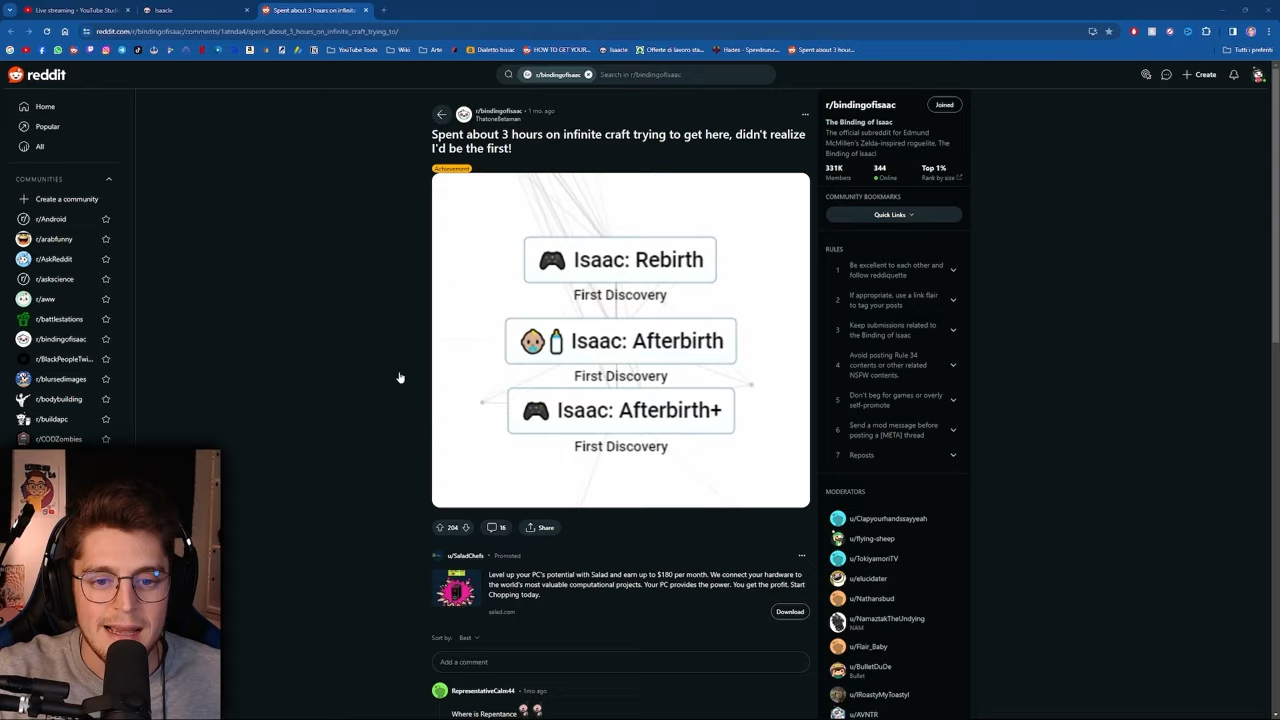 Live streaming - YouTube Studi
Isaacle
Spent about 3 hours on infinite
reddit.com/r/bindingofisaac/comments/1atnda4/spent_about_3_hours_on_infinite_craft_trying_to/
YouTube Tools
Wiki
Arte
Dialetto bisiac
HOW TO GET YOUR...
Isaacle
Offerte di lavoro sta...
Hades - Speedrun.c...
Spent about 3 hour...
Tutti i preferiti
reddit
r/bindingofisaac
Search in r/bindingofisaac
Create
Home
Popular
All
COMMUNITIES
Create a community
r/Android
r/arabfunny
r/AskReddit
r/askscience
r/aww
r/battlestations
r/bindingofisaac
r/BlackPeopleTwi...
r/blursedimages
r/bodybuilding
r/buildapc
r/CODZombies
r/bindingofisaac • 1 mo. ago
ThatoneBetaman
Spent about 3 hours on infinite craft trying to get here, didn't realize
I'd be the first!
Achievement
Isaac: Rebirth
First Discovery
Isaac: Afterbirth
First Discovery
Isaac: Afterbirth+
First Discovery
204
16
Share
u/SaladChefs • Promoted
Level up your PC's potential with Salad and earn up to $180 per month. We connect your hardware to
the world's most valuable computational projects. Your PC provides the power. You get the profit. Start
Chopping today.
salad.com
Download
Sort by: Best
Add a comment
RepresentativeCalm44 • 1mo ago
Where is Repentance
r/bindingofisaac
Joined
The Binding of Isaac
The official subreddit for Edmund
McMillen's Zelda-inspired roguelite, The
Binding of Isaac!
331K
Members
344
Online
Top 1%
Rank by size
COMMUNITY BOOKMARKS
Quick Links
RULES
1
Be excellent to each other and
follow reddiquette
2
If appropriate, use a link flair
to tag your posts
3
Keep submissions related to
the Binding of Isaac
4
Avoid posting Rule 34
contents or other related
NSFW contents.
5
Don't beg for games or overly
self-promote
6
Send a mod message before
posting a [META] thread
7
Reposts
MODERATORS
u/Clapyourhandssayyeah
u/flying-sheep
u/TokiyamoriTV
u/elucidater
u/Nathansbud
u/NamaztakTheUndying
NAM
u/Flair_Baby
u/BulletDuDe
Bullet
u/IRoastyMyToastyI
u/AVNTR